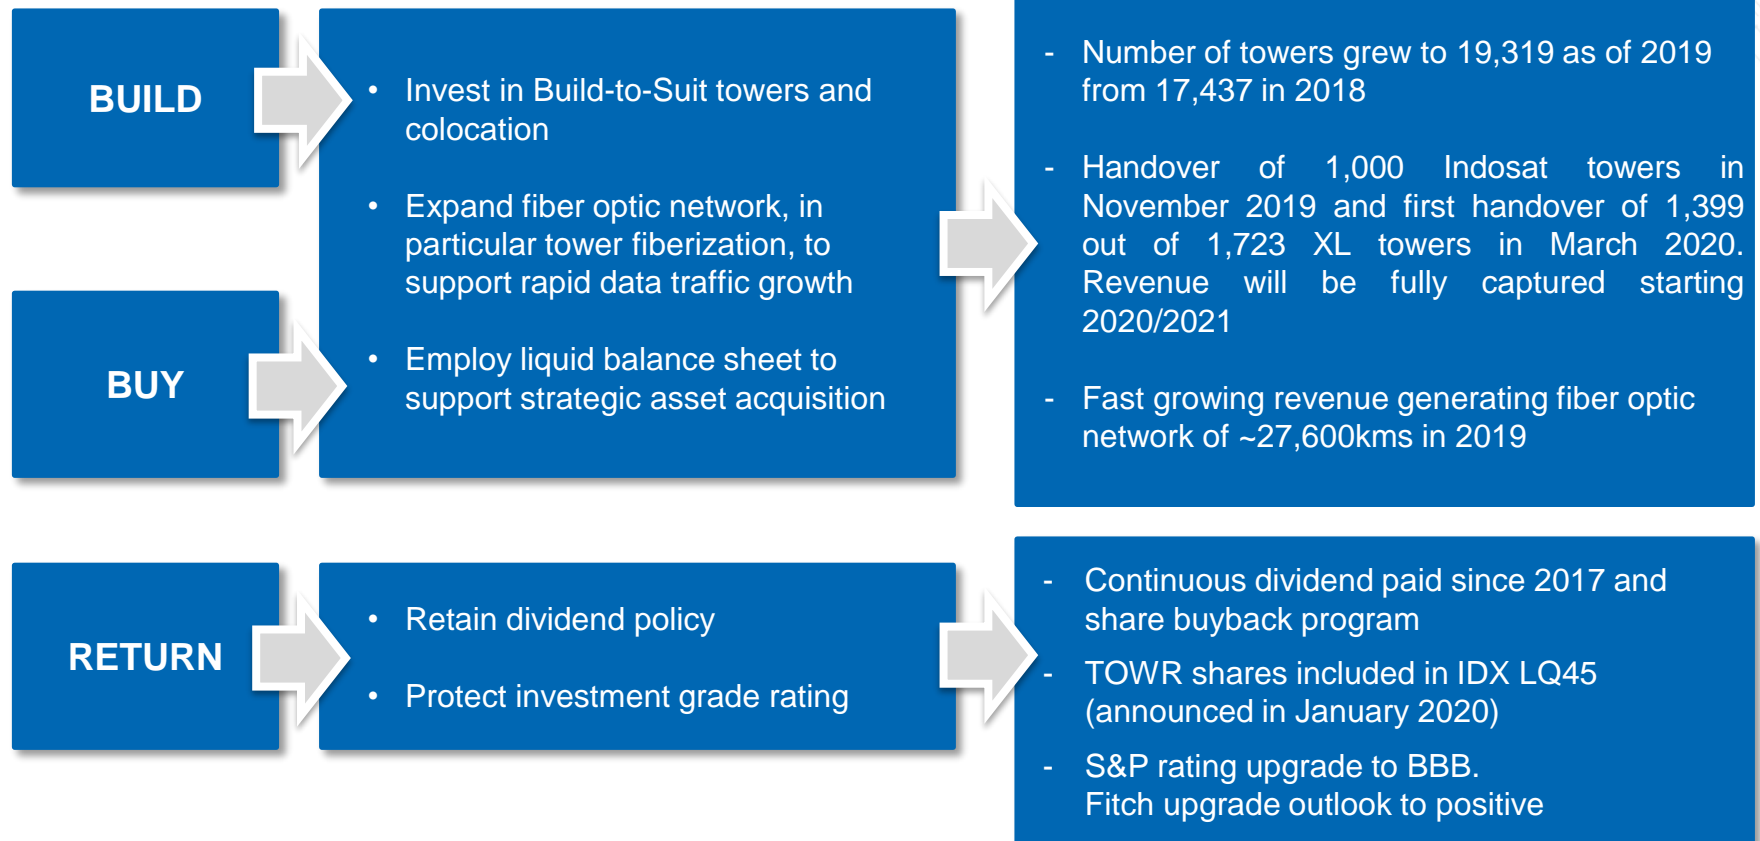 BUILD
• Invest in Build-to-Suit towers and
colocation
• Expand fiber optic network, in
particular tower fiberization, to
support rapid data traffic growth
BUY
• Employ liquid balance sheet to
support strategic asset acquisition
- Number of towers grew to 19,319 as of 2019
from 17,437 in 2018
- Handover of 1,000 Indosat towers in
November 2019 and first handover of 1,399
out of 1,723 XL towers in March 2020.
Revenue will be fully captured starting
2020/2021
- Fast growing revenue generating fiber optic
network of ~27,600kms in 2019
RETURN
• Retain dividend policy
• Protect investment grade rating
- Continuous dividend paid since 2017 and
share buyback program
- TOWR shares included in IDX LQ45
(announced in January 2020)
- S&P rating upgrade to BBB.
Fitch upgrade outlook to positive